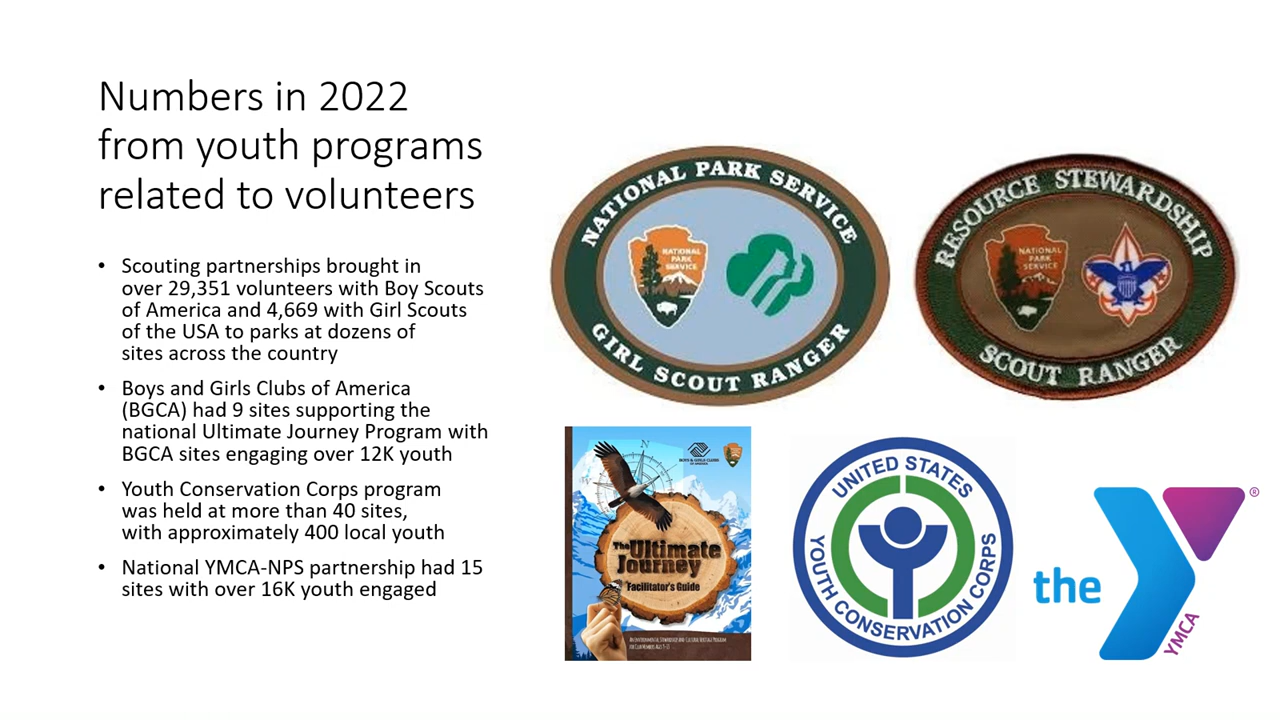 Numbers in 2022
from youth programs
related to volunteers
• Scouting partnerships brought in
over 29,351 volunteers with Boy Scouts
of America and 4,669 with Girl Scouts
of the USA to parks at dozens of
sites across the country
• Boys and Girls Clubs of America
(BGCA) had 9 sites supporting the
national Ultimate Journey Program with
BGCA sites engaging over 12K youth
• Youth Conservation Corps program
was held at more than 40 sites,
with approximately 400 local youth
• National YMCA-NPS partnership had 15
sites with over 16K youth engaged
NATIONAL PARK SERVICE
NATIONAL
PARK
SERVICE
GIRL SCOUT RANGER
RESOURCE STEWARDSHIP
NATIONAL
PARK
SERVICE
SCOUT RANGER
BOYS & GIRLS CLUBS
OF AMERICA
The Ultimate
Journey
Facilitator's Guide
UNITED STATES
YOUTH CONSERVATION CORPS
the
YMCA
®